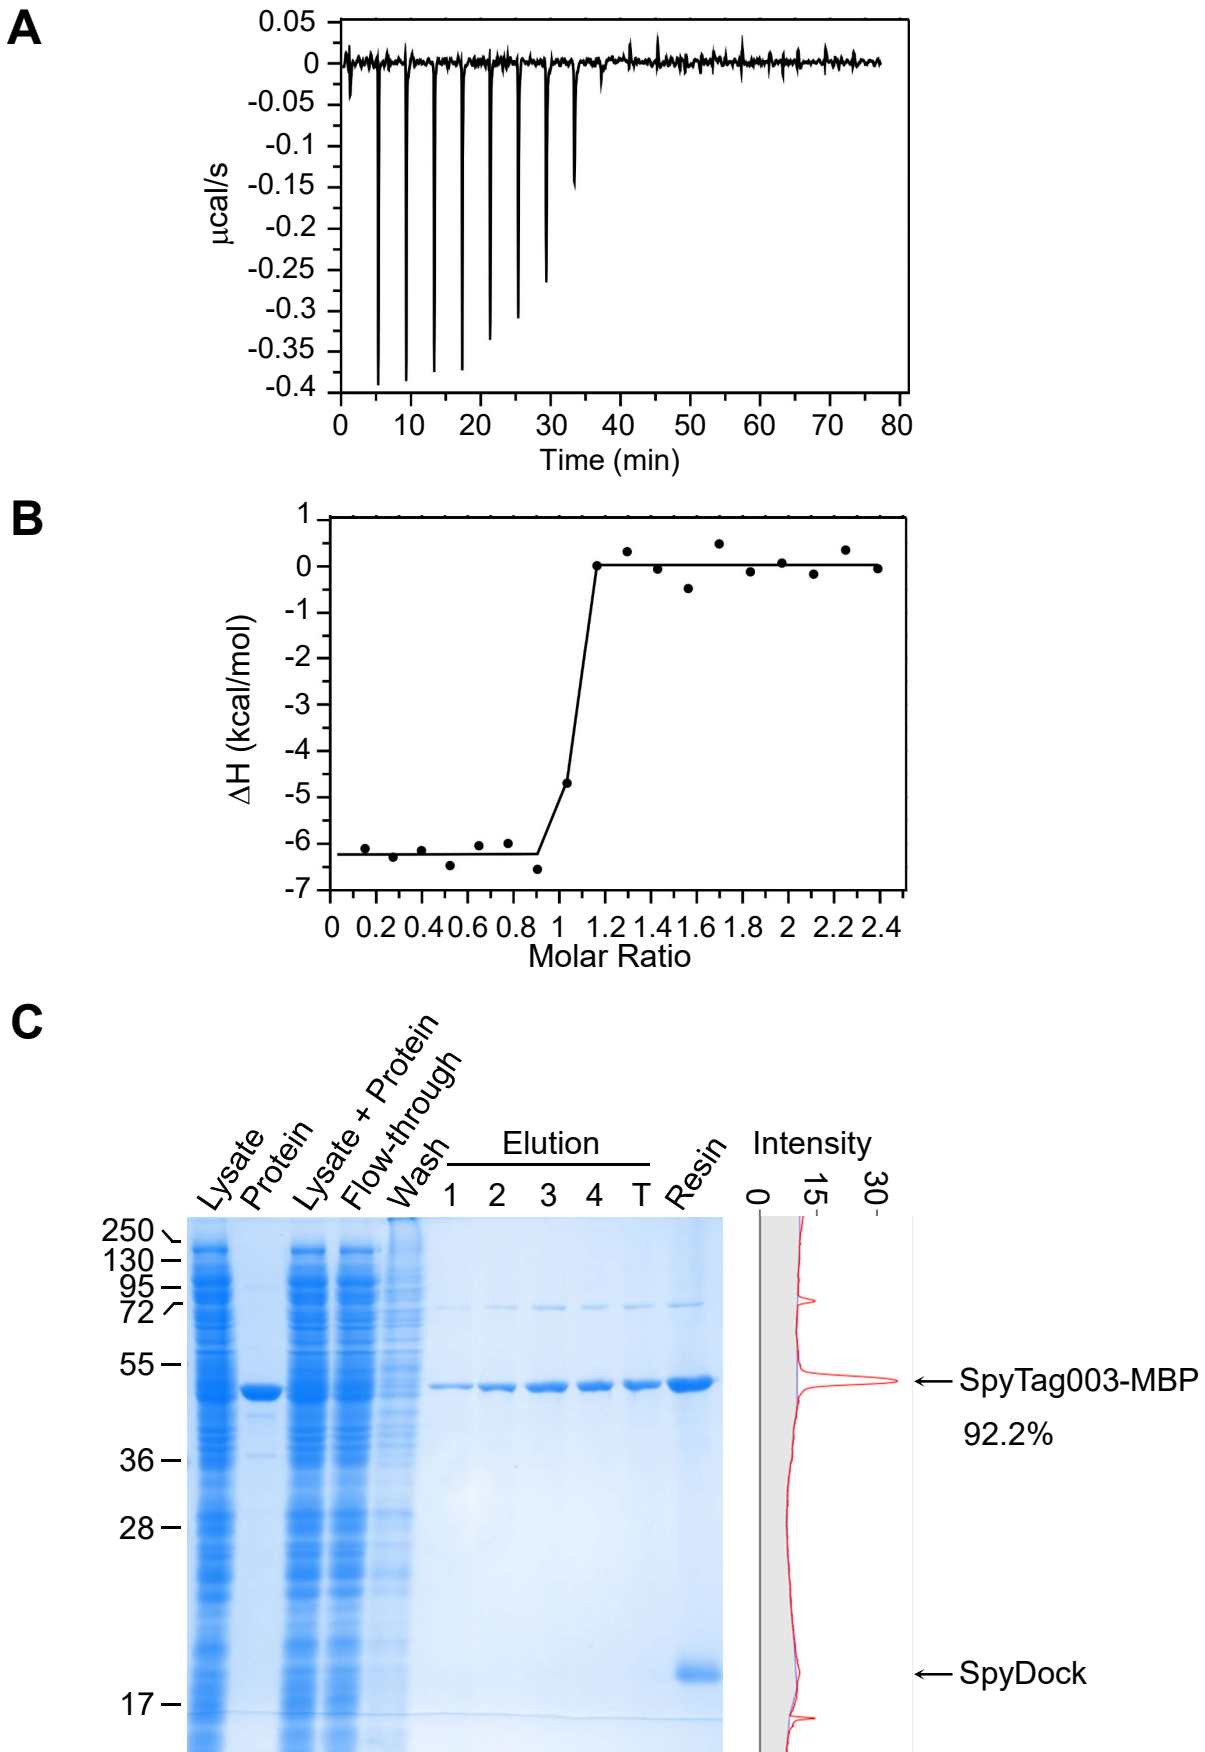 A
0.05
0
-0.05
-0.1
-0.15
-0.2
-0.25
-0.3
-0.35
-0.4
μcal/s
0 10 20 30 40 50 60 70 80
Time (min)
B
1
0
-1
-2
-3
-4
-5
-6
-7
ΔH (kcal/mol)
0 0.2 0.4 0.6 0.8 1 1.2 1.4 1.6 1.8 2 2.2 2.4
Molar Ratio
C
Lysate
Protein
Lysate + Protein
Flow-through
Wash
Elution
1 2 3 4 T
Resin
Intensity
0 15 30
250
130
95
72
55
36
28
17
SpyTag003-MBP
92.2%
SpyDock